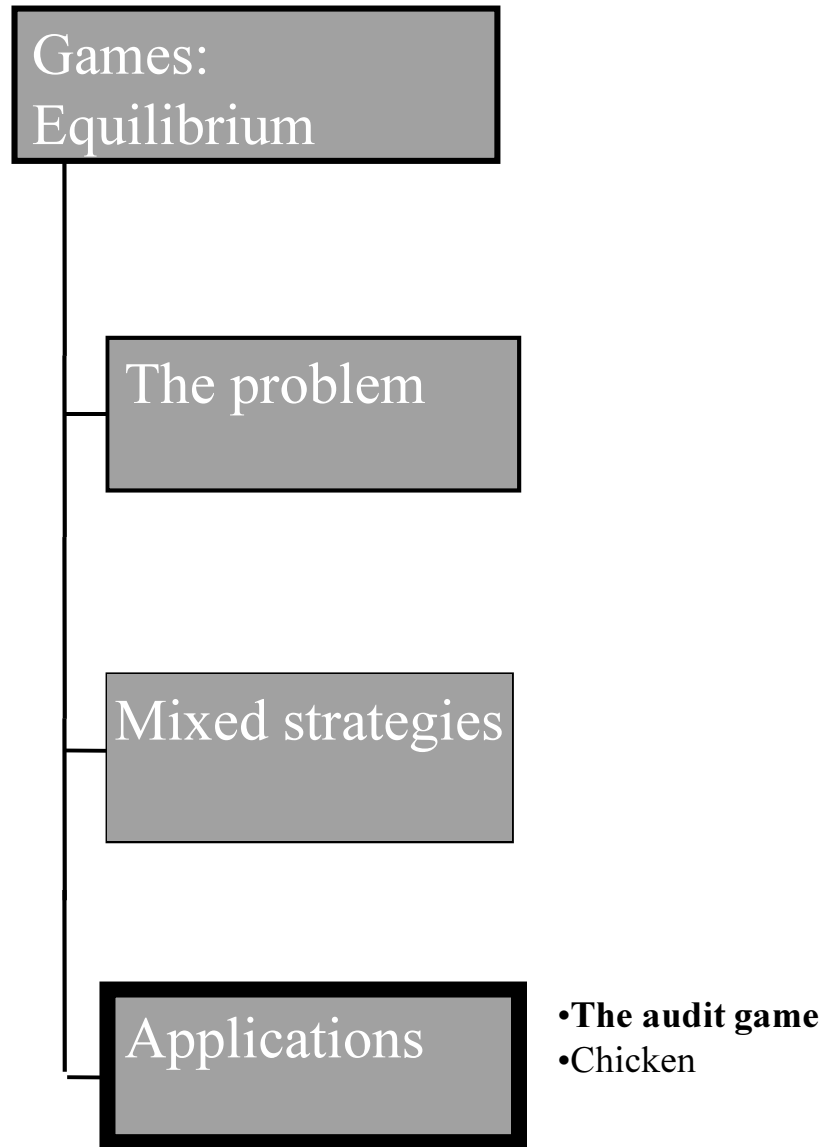 Games:
Equilibrium
The problem
Mixed strategies
Applications
•The audit game
•Chicken